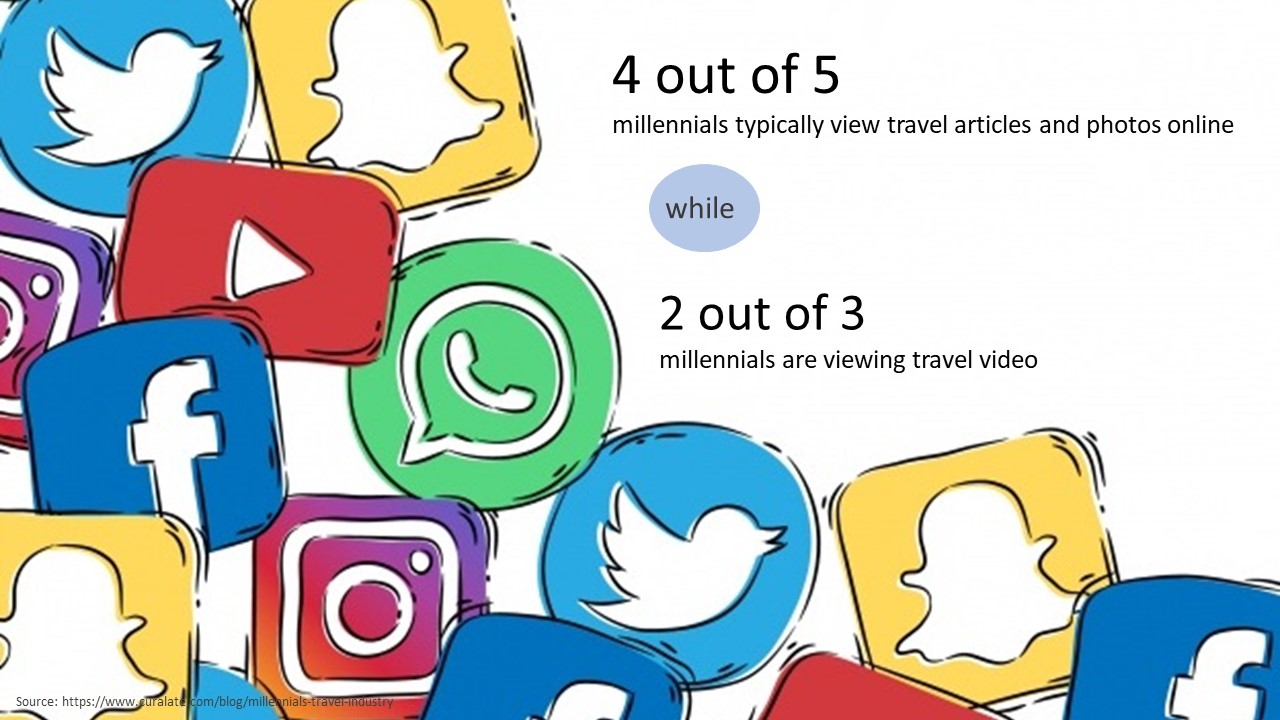 4 out of 5
millennials typically view travel articles and photos online
while
2 out of 3
millennials are viewing travel video
Source: https://www.curalate.com/blog/millennials-travel-industry